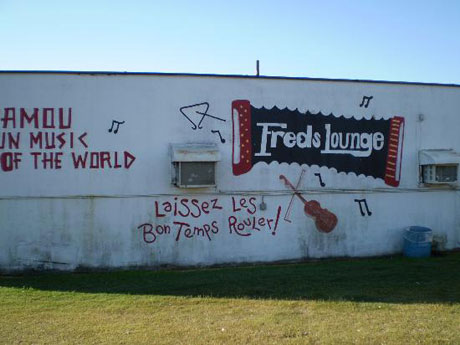 AMOU
UN MUSIC
OF THE WORLD
Freds Lounge
Laissez Les
Bon Temps Rouler!